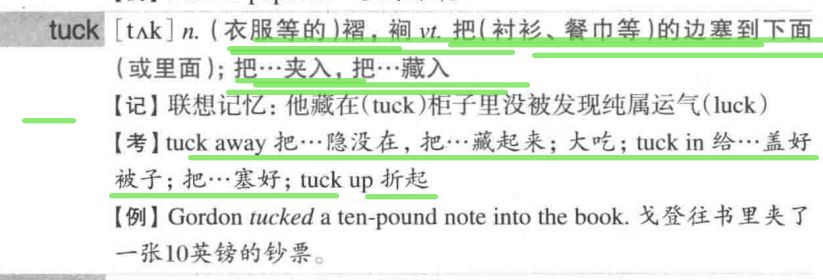 tuck [tʌk] n. (衣服等的)褶, 裥 vt. 把(衬衫、餐巾等)的边塞到下面
(或里面); 把…夹入, 把…藏入
【记】联想记忆: 他藏在(tuck)柜子里没被发现纯属运气(luck)
【考】tuck away 把…隐没在, 把…藏起来; 大吃; tuck in 给…盖好
被子; 把…塞好; tuck up 折起
【例】Gordon tucked a ten-pound note into the book. 戈登往书里夹了
一张10英镑的钞票。